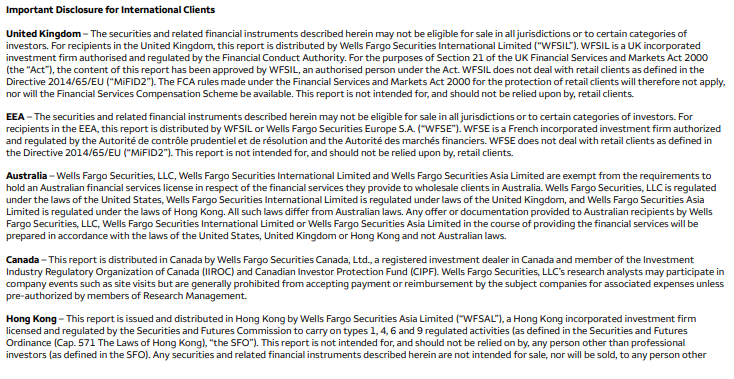 Important Disclosure for International Clients
United Kingdom – The securities and related financial instruments described herein may not be eligible for sale in all jurisdictions or to certain categories of
investors. For recipients in the United Kingdom, this report is distributed by Wells Fargo Securities International Limited ("WFSIL"). WFSIL is a UK incorporated
investment firm authorised and regulated by the Financial Conduct Authority. For the purposes of Section 21 of the UK Financial Services and Markets Act 2000
(the "Act"), the content of this report has been approved by WFSIL, an authorised person under the Act. WFSIL does not deal with retail clients as defined in the
Directive 2014/65/EU ("MiFID2"). The FCA rules made under the Financial Services and Markets Act 2000 for the protection of retail clients will therefore not apply,
nor will the Financial Services Compensation Scheme be available. This report is not intended for, and should not be relied upon by, retail clients.
EEA – The securities and related financial instruments described herein may not be eligible for sale in all jurisdictions or to certain categories of investors. For
recipients in the EEA, this report is distributed by WFSIL or Wells Fargo Securities Europe S.A. ("WFSE"). WFSE is a French incorporated investment firm authorized
and regulated by the Autorité de contrôle prudentiel et de résolution and the Autorité des marchés financiers. WFSE does not deal with retail clients as defined in
the Directive 2014/65/EU ("MiFID2"). This report is not intended for, and should not be relied upon by, retail clients.
Australia – Wells Fargo Securities, LLC, Wells Fargo Securities International Limited and Wells Fargo Securities Asia Limited are exempt from the requirements to
hold an Australian financial services license in respect of the financial services they provide to wholesale clients in Australia. Wells Fargo Securities, LLC is regulated
under the laws of the United States, Wells Fargo Securities International Limited is regulated under laws of the United Kingdom, and Wells Fargo Securities Asia
Limited is regulated under the laws of Hong Kong. All such laws differ from Australian laws. Any offer or documentation provided to Australian recipients by Wells
Fargo Securities, LLC, Wells Fargo Securities International Limited or Wells Fargo Securities Asia Limited in the course of providing the financial services will be
prepared in accordance with the laws of the United States, United Kingdom or Hong Kong and not Australian laws.
Canada – This report is distributed in Canada by Wells Fargo Securities Canada, Ltd., a registered investment dealer in Canada and member of the Investment
Industry Regulatory Organization of Canada (IIROC) and Canadian Investor Protection Fund (CIPF). Wells Fargo Securities, LLC's research analysts may participate in
company events such as site visits but are generally prohibited from accepting payment or reimbursement by the subject companies for associated expenses unless
pre-authorized by members of Research Management.
Hong Kong – This report is issued and distributed in Hong Kong by Wells Fargo Securities Asia Limited ("WFSAL"), a Hong Kong incorporated investment firm
licensed and regulated by the Securities and Futures Commission to carry on types 1, 4, 6 and 9 regulated activities (as defined in the Securities and Futures
Ordinance (Cap. 571 The Laws of Hong Kong), "the SFO"). This report is not intended for, and should not be relied on by, any person other than professional
investors (as defined in the SFO). Any securities and related financial instruments described herein are not intended for sale, nor will be sold, to any person other